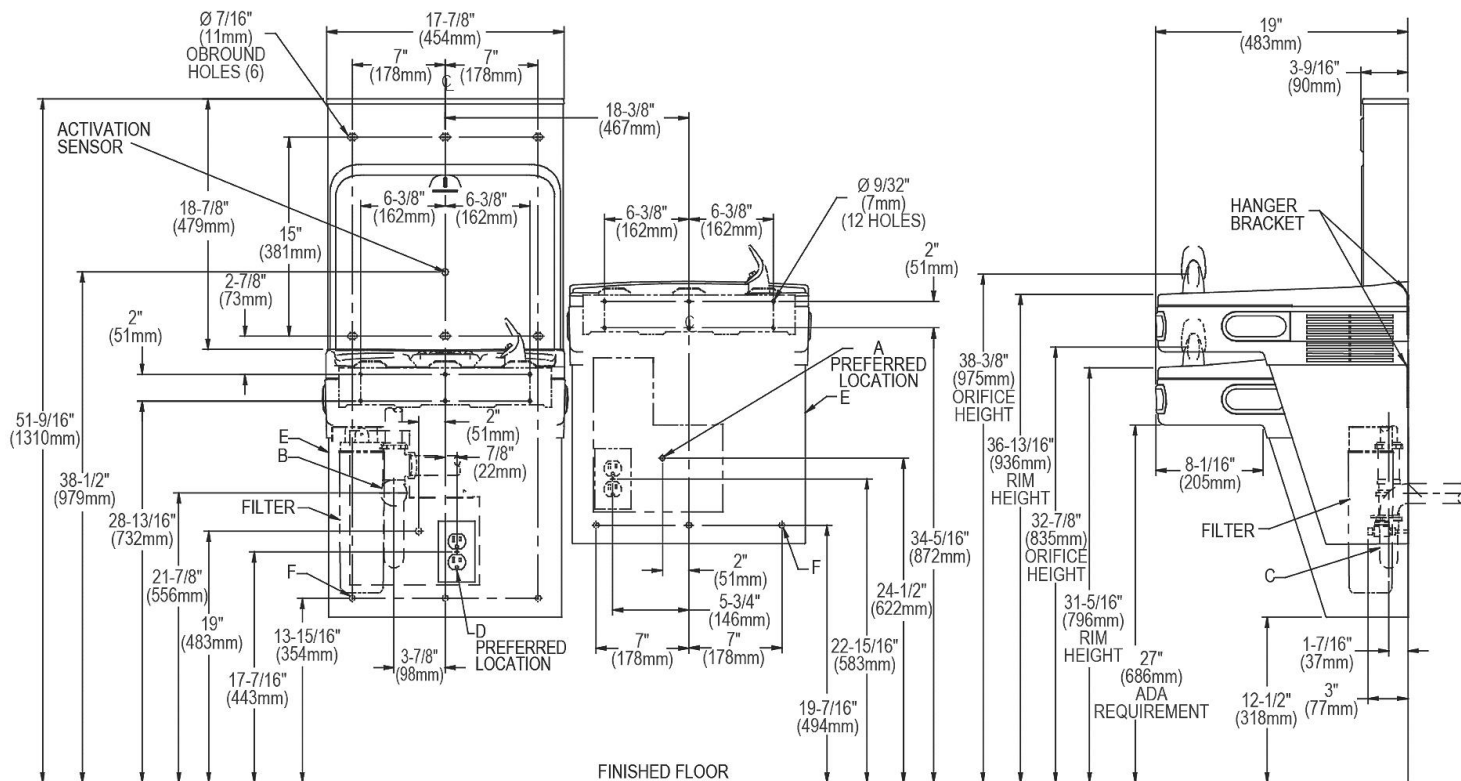 Ø 7/16"
(11mm)
OBROUND
HOLES (6)
17-7/8"
(454mm)
7"
(178mm)
7"
(178mm)
℄
ACTIVATION
SENSOR
18-3/8"
(467mm)
18-7/8"
(479mm)
15"
(381mm)
2-7/8"
(73mm)
2"
(51mm)
6-3/8"
(162mm)
6-3/8"
(162mm)
6-3/8"
(162mm)
6-3/8"
(162mm)
Ø 9/32"
(7mm)
(12 HOLES)
2"
(51mm)
℄
A
PREFERRED
LOCATION
E
51-9/16"
(1310mm)
38-1/2"
(979mm)
28-13/16"
(732mm)
21-7/8"
(556mm)
19"
(483mm)
17-7/16"
(443mm)
13-15/16"
(354mm)
E
B
FILTER
F
2"
(51mm)
7/8"
(22mm)
3-7/8"
(98mm)
D
PREFERRED
LOCATION
F
2"
(51mm)
5-3/4"
(146mm)
7"
(178mm)
7"
(178mm)
34-5/16"
(872mm)
24-1/2"
(622mm)
22-15/16"
(583mm)
19-7/16"
(494mm)
FINISHED FLOOR
19"
(483mm)
3-9/16"
(90mm)
HANGER
BRACKET
38-3/8"
(975mm)
ORIFICE
HEIGHT
36-13/16"
(936mm)
RIM
HEIGHT
32-7/8"
(835mm)
ORIFICE
HEIGHT
31-5/16"
(796mm)
RIM
HEIGHT
27"
(686mm)
ADA
REQUIREMENT
8-1/16"
(205mm)
FILTER
C
1-7/16"
(37mm)
3"
(77mm)
12-1/2"
(318mm)